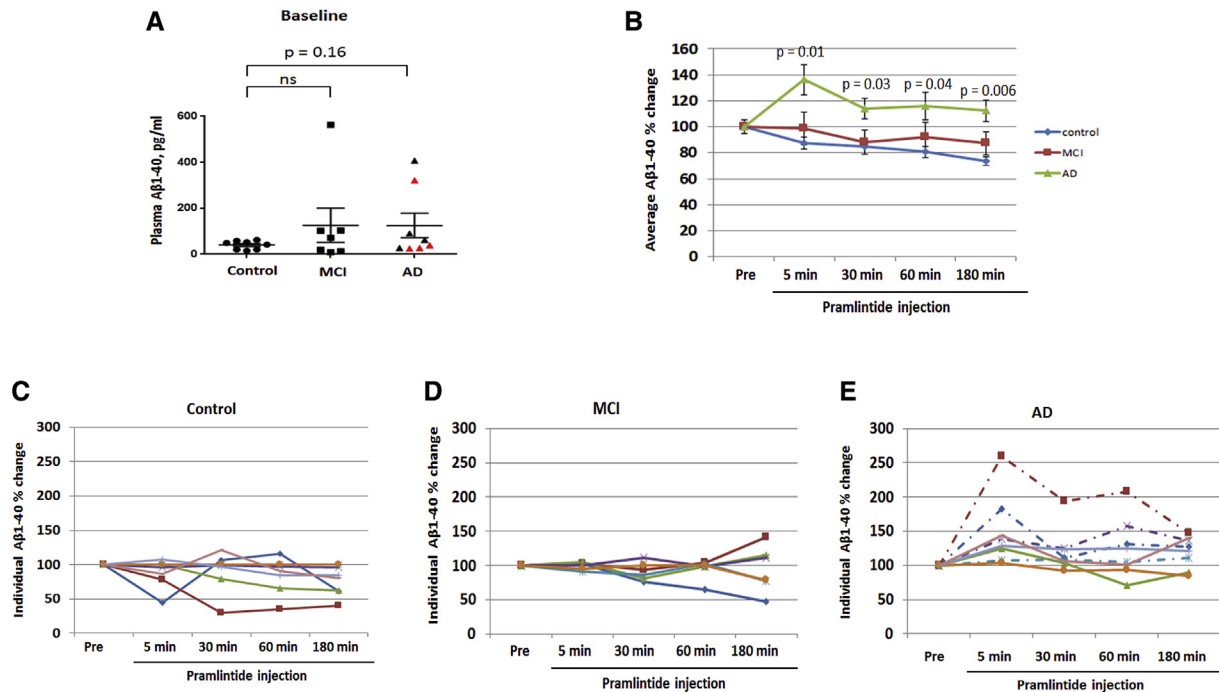 A
Baseline
p = 0.16
ns
Plasma Aβ1-40, pg/ml
600
400
200
0
Control MCI AD
B
Average Aβ1-40 % change
160
140
120
100
80
60
40
20
0
p = 0.01
p = 0.03
p = 0.04
p = 0.006
control
MCI
AD
Pre 5 min 30 min 60 min 180 min
Pramlintide injection
C
Control
Individual Aβ1-40 % change
300
250
200
150
100
50
0
Pre 5 min 30 min 60 min 180 min
Pramlintide injection
D
MCI
Individual Aβ1-40 % change
300
250
200
150
100
50
0
Pre 5 min 30 min 60 min 180 min
Pramlintide injection
E
AD
Individual Aβ1-40 % change
300
250
200
150
100
50
0
Pre 5 min 30 min 60 min 180 min
Pramlintide injection